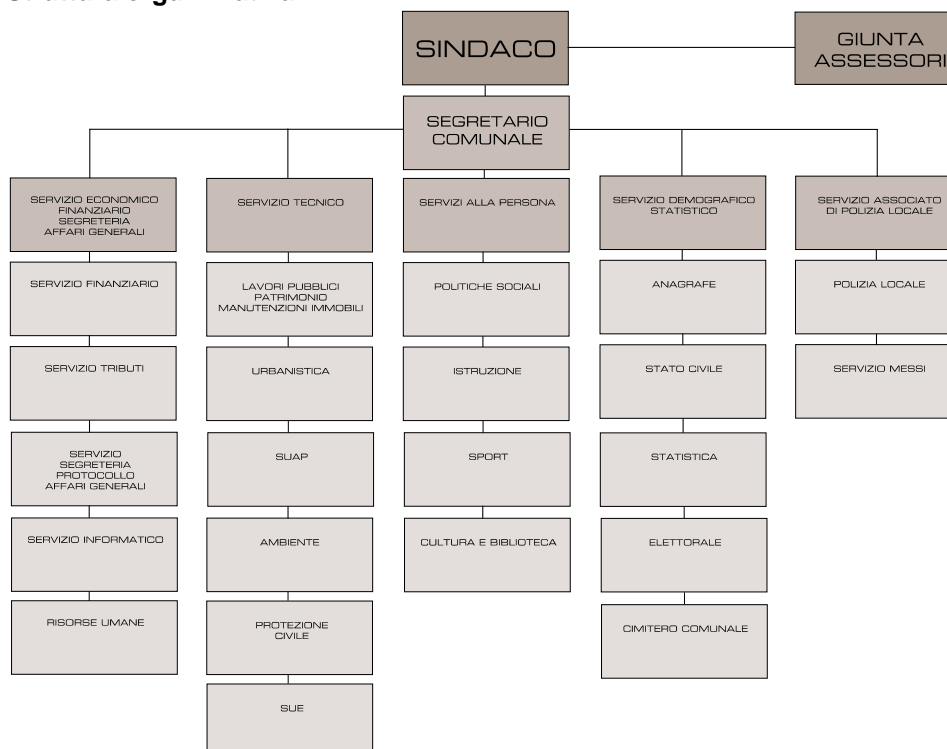 SINDACO
GIUNTA
ASSESSORI
SEGRETARIO
COMUNALE
SERVIZIO ECONOMICO
FINANZIARIO
SEGRETERIA
AFFARI GENERALI
SERVIZIO TECNICO
SERVIZI ALLA PERSONA
SERVIZIO DEMOGRAFICO
STATISTICO
SERVIZIO ASSOCIATO
DI POLIZIA LOCALE
SERVIZIO FINANZIARIO
LAVORI PUBBLICI
PATRIMONIO
MANUTENZIONI IMMOBILI
POLITICHE SOCIALI
ANAGRAFE
POLIZIA LOCALE
SERVIZIO TRIBUTI
URBANISTICA
ISTRUZIONE
STATO CIVILE
SERVIZIO MESSI
SERVIZIO
SEGRETERIA
PROTOCOLLO
AFFARI GENERALI
SUAP
SPORT
STATISTICA
SERVIZIO INFORMATICO
AMBIENTE
CULTURA E BIBLIOTECA
ELETTORALE
RISORSE UMANE
PROTEZIONE
CIVILE
CIMITERO COMUNALE
SUE